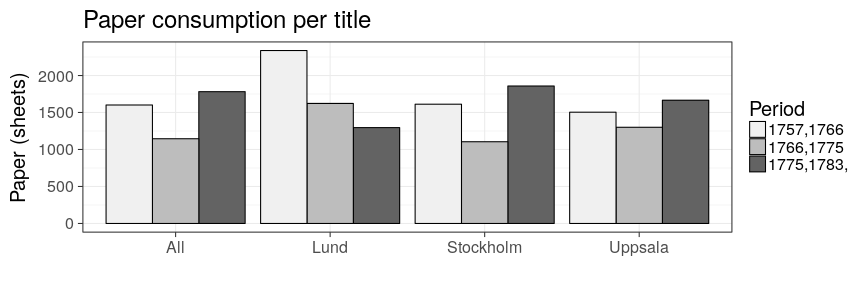 Paper consumption per title
Paper (sheets)
2000
1500
1000
500
0
All Lund Stockholm Uppsala
Period
1757,1766
1766,1775
1775,1783,